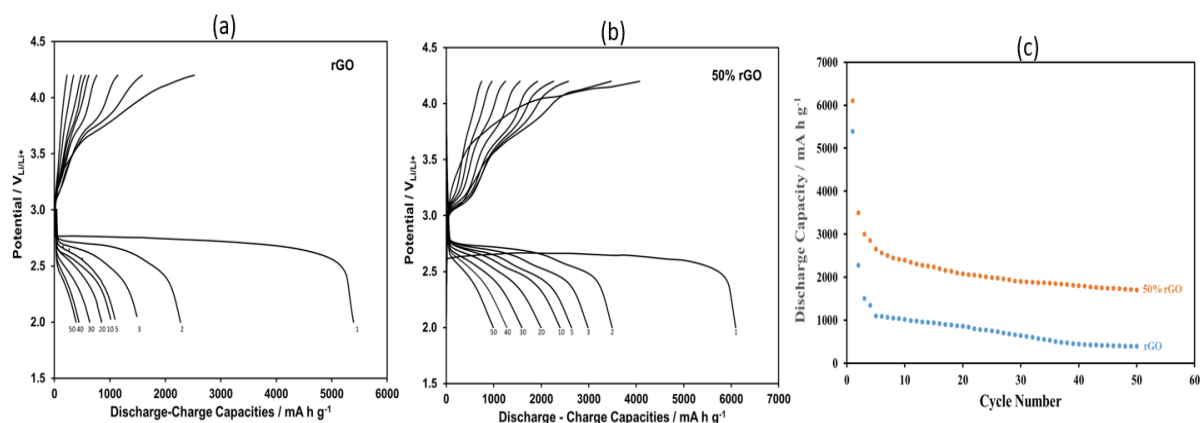 (a)
rGO
4.5
4.0
3.5
3.0
2.5
2.0
1.5
Potential / V_Li/Li+
50 40 30 20 10 5 3 2 1
0 1000 2000 3000 4000 5000 6000
Discharge-Charge Capacities / mA h g⁻¹
(b)
50% rGO
4.5
4.0
3.5
3.0
2.5
2.0
1.5
Potential / V_Li/Li+
50 40 30 20 10 5 3 2 1
0 1000 2000 3000 4000 5000 6000 7000
Discharge - Charge Capacities / mA h g⁻¹
(c)
7000
6000
5000
4000
3000
2000
1000
0
Discharge Capacity / mA h g⁻¹
50% rGO
rGO
0 10 20 30 40 50 60
Cycle Number